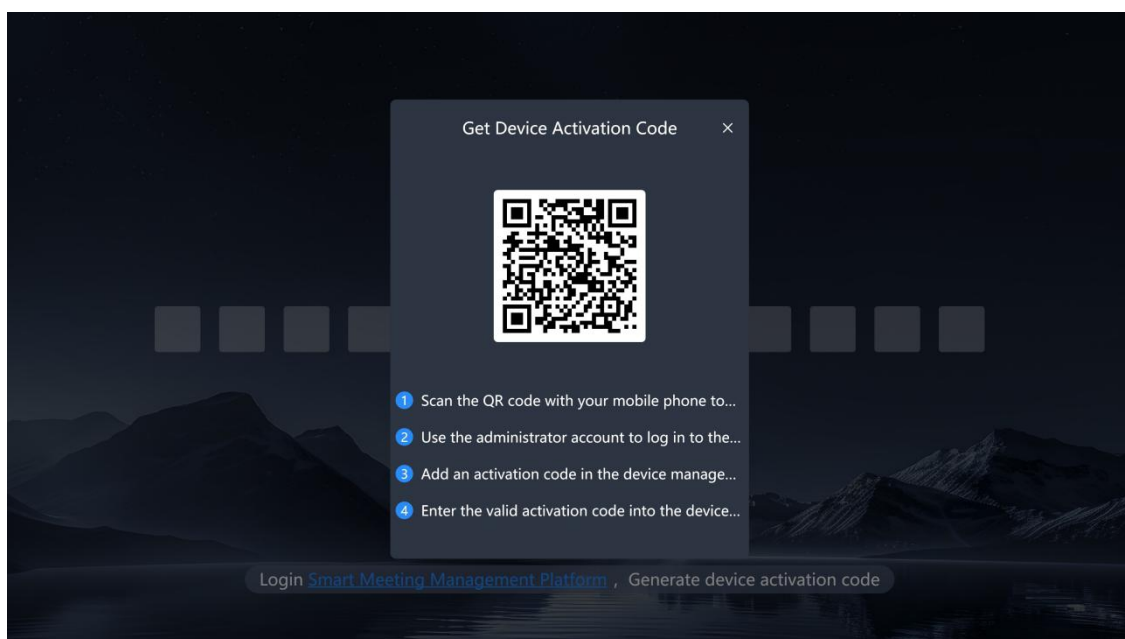 Get Device Activation Code
1 Scan the QR code with your mobile phone to...
2 Use the administrator account to log in to the...
3 Add an activation code in the device manage...
4 Enter the valid activation code into the device...
Login Smart Meeting Management Platform , Generate device activation code